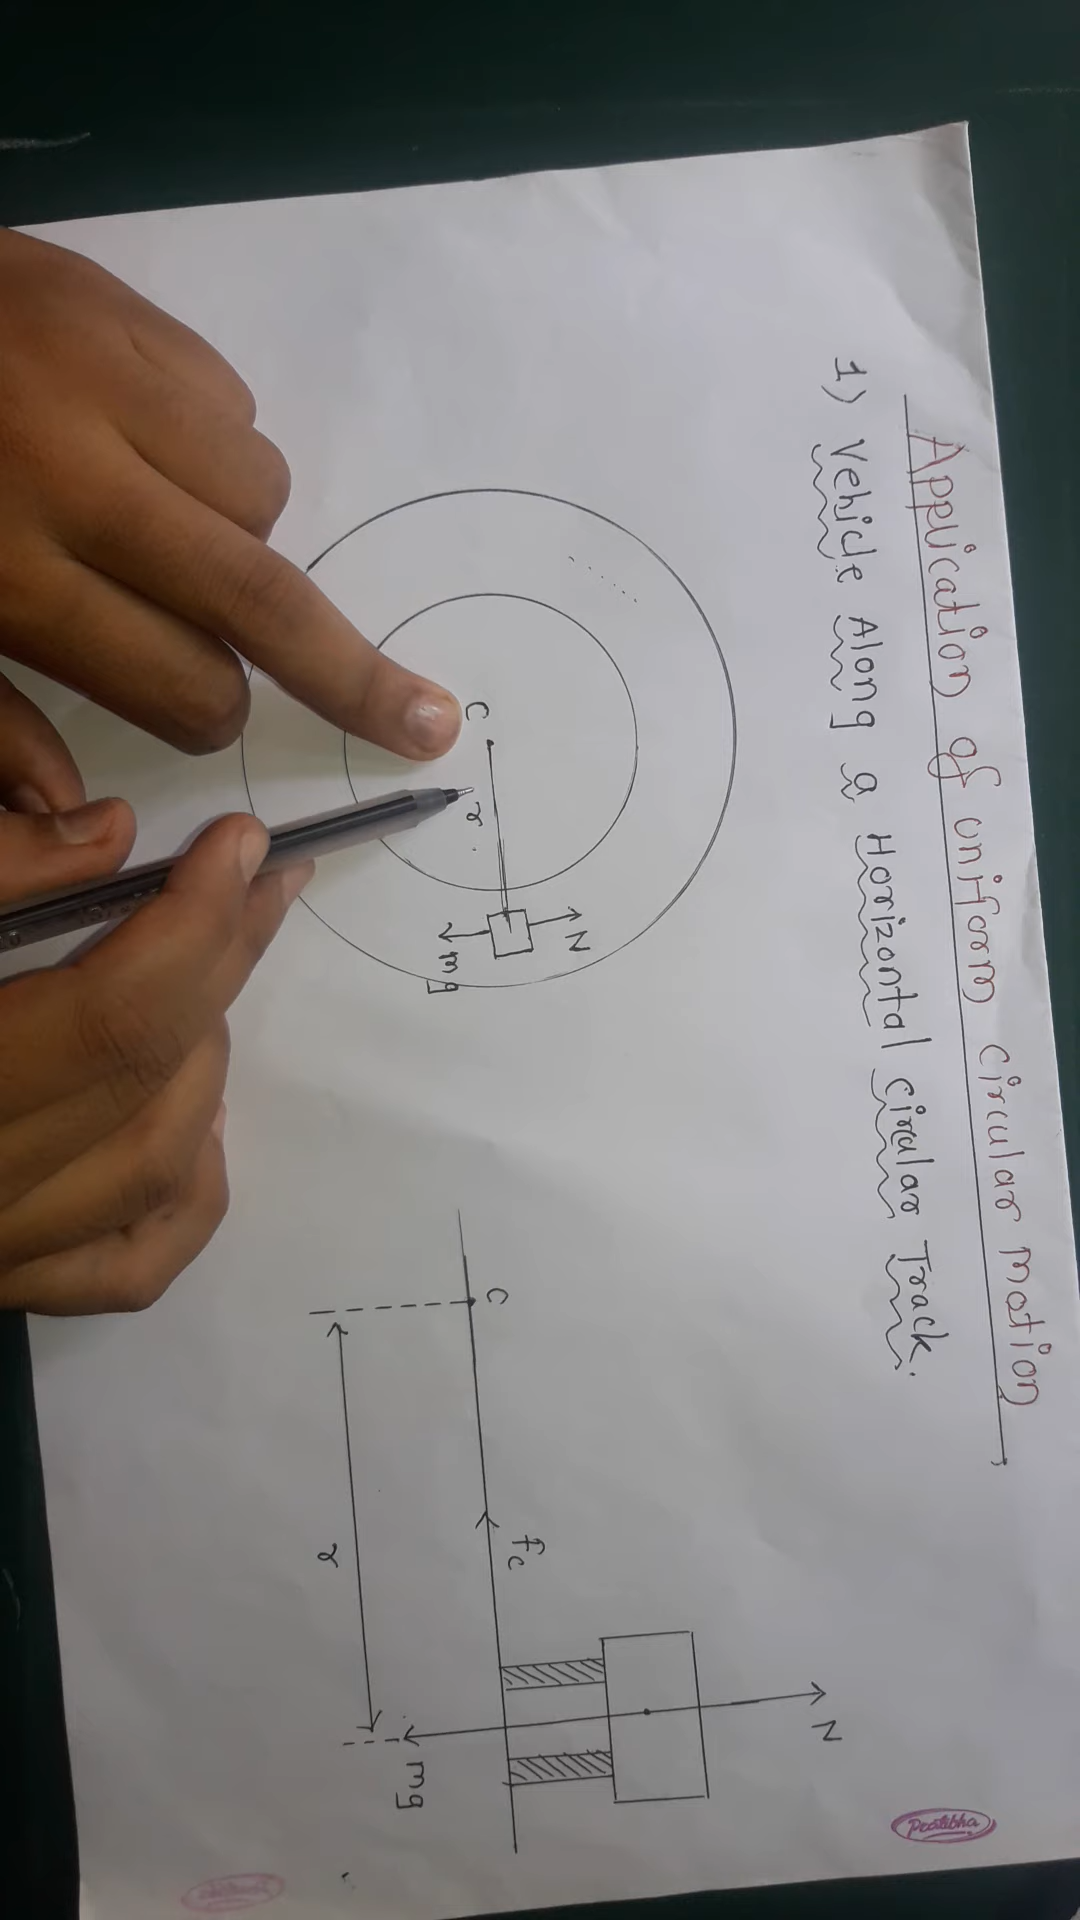 Application of uniform circular motion
1) Vehicle Along a Horizontal Circular Track.
C
r
N
mg
C
fc
r
N
mg
Pratibha